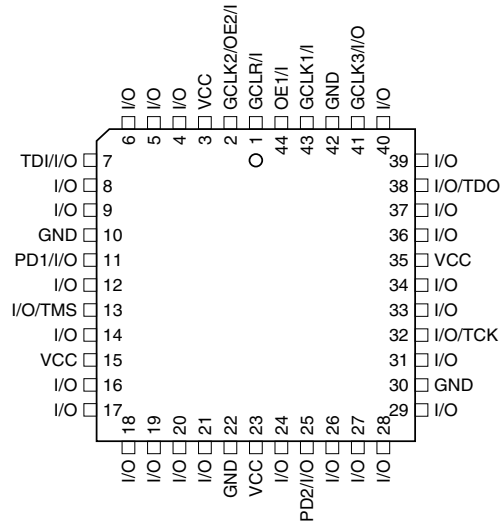 I/O
I/O
I/O
VCC
GCLK2/OE2/I
GCLR/I
OE1/I
GCLK1/I
GND
GCLK3/I/O
I/O
6
5
4
3
2
1
44
43
42
41
40
TDI/I/O 7
I/O 8
I/O 9
GND 10
PD1/I/O 11
I/O 12
I/O/TMS 13
I/O 14
VCC 15
I/O 16
I/O 17
39 I/O
38 I/O/TDO
37 I/O
36 I/O
35 VCC
34 I/O
33 I/O
32 I/O/TCK
31 I/O
30 GND
29 I/O
18
19
20
21
22
23
24
25
26
27
28
I/O
I/O
I/O
I/O
GND
VCC
I/O
PD2/I/O
I/O
I/O
I/O